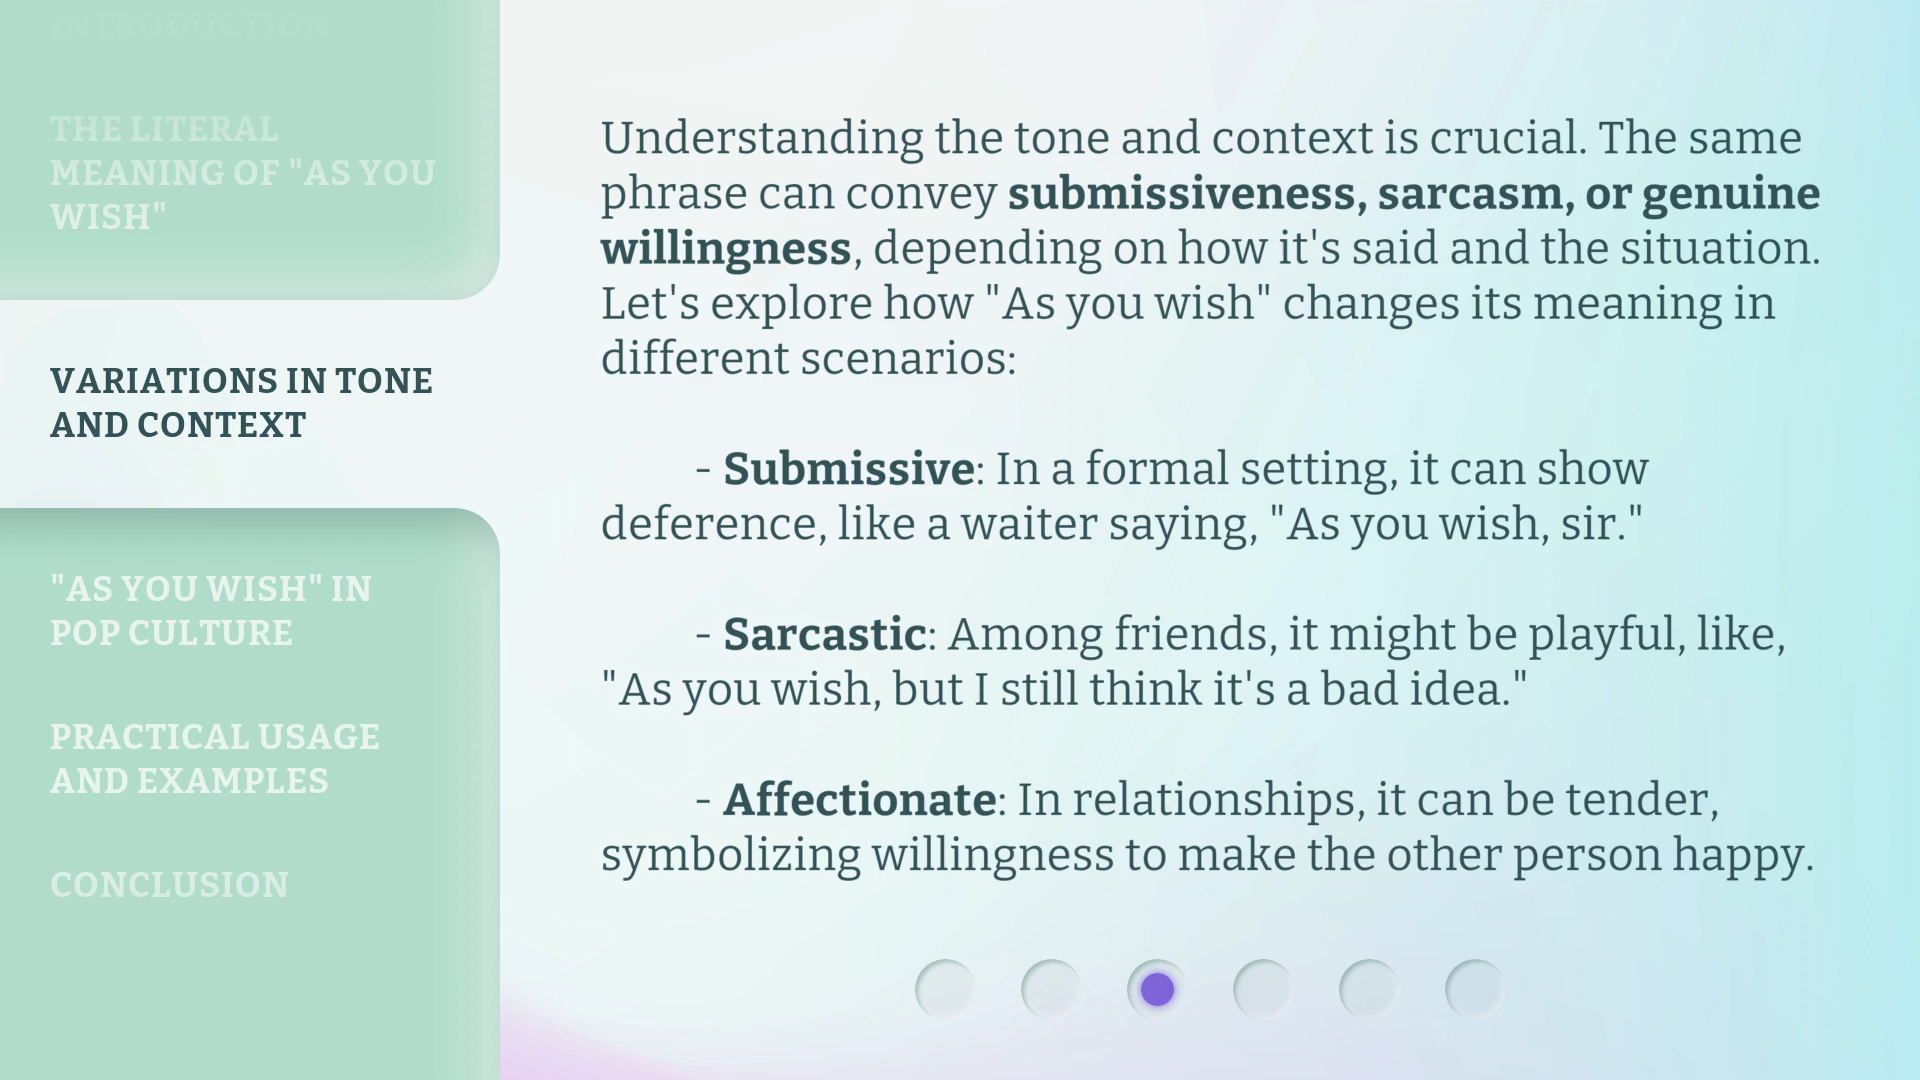 INTRODUCTION
THE LITERAL
MEANING OF "AS YOU
WISH"
VARIATIONS IN TONE
AND CONTEXT
"AS YOU WISH" IN
POP CULTURE
PRACTICAL USAGE
AND EXAMPLES
CONCLUSION
Understanding the tone and context is crucial. The same
phrase can convey submissiveness, sarcasm, or genuine
willingness, depending on how it's said and the situation.
Let's explore how "As you wish" changes its meaning in
different scenarios:
- Submissive: In a formal setting, it can show
deference, like a waiter saying, "As you wish, sir."
- Sarcastic: Among friends, it might be playful, like,
"As you wish, but I still think it's a bad idea."
- Affectionate: In relationships, it can be tender,
symbolizing willingness to make the other person happy.